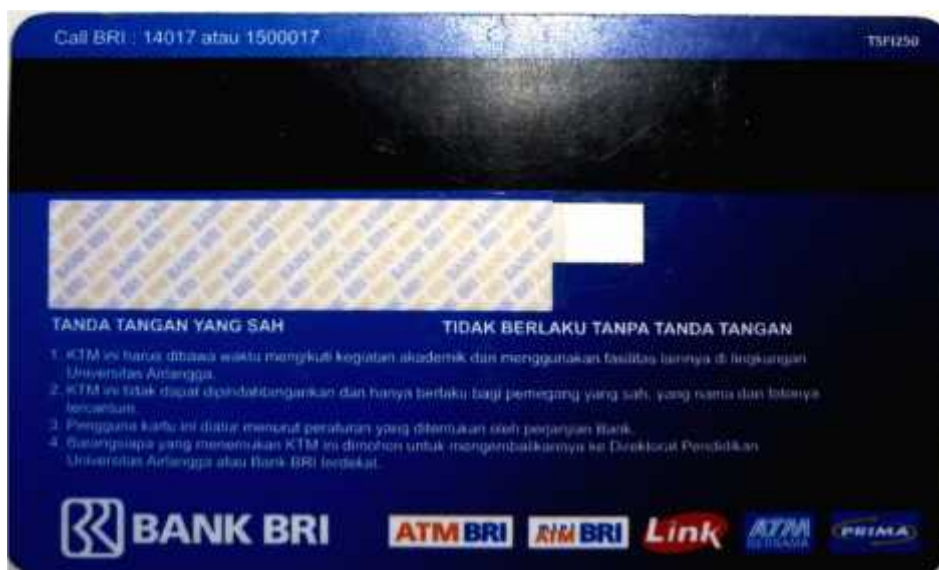 Call BRI : 14017 atau 1500017
TSFI250
TANDA TANGAN YANG SAH
TIDAK BERLAKU TANPA TANDA TANGAN
1. KTM ini harus dibawa waktu mengikuti kegiatan akademik dan menggunakan fasilitas lainnya di lingkungan
Universitas Airlangga.
2. KTM ini tidak dapat dipindahtangankan dan hanya berlaku bagi pemegang yang sah, yang nama dan fotonya
tercantum.
3. Pengguna kartu ini diatur menurut peraturan yang ditentukan oleh perjanjian Bank.
4. Barangsiapa yang menemukan KTM ini dimohon untuk mengembalikannya ke Direktorat Pendidikan
Universitas Airlangga atau Bank BRI terdekat.
BANK BRI
ATM BRI
ATM BRI
Link
ATM
BERSAMA
PRIMA